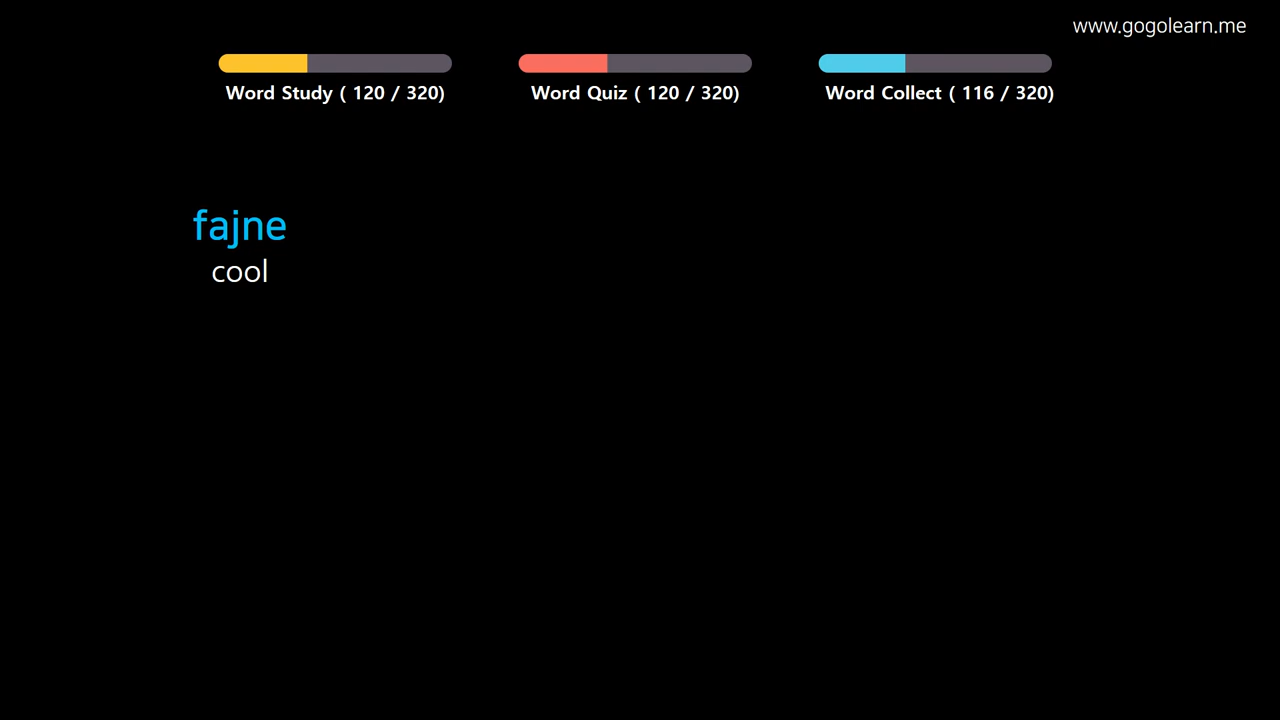 www.gogolearn.me
Word Study ( 120 / 320)
Word Quiz ( 120 / 320)
Word Collect ( 116 / 320)
fajne
cool